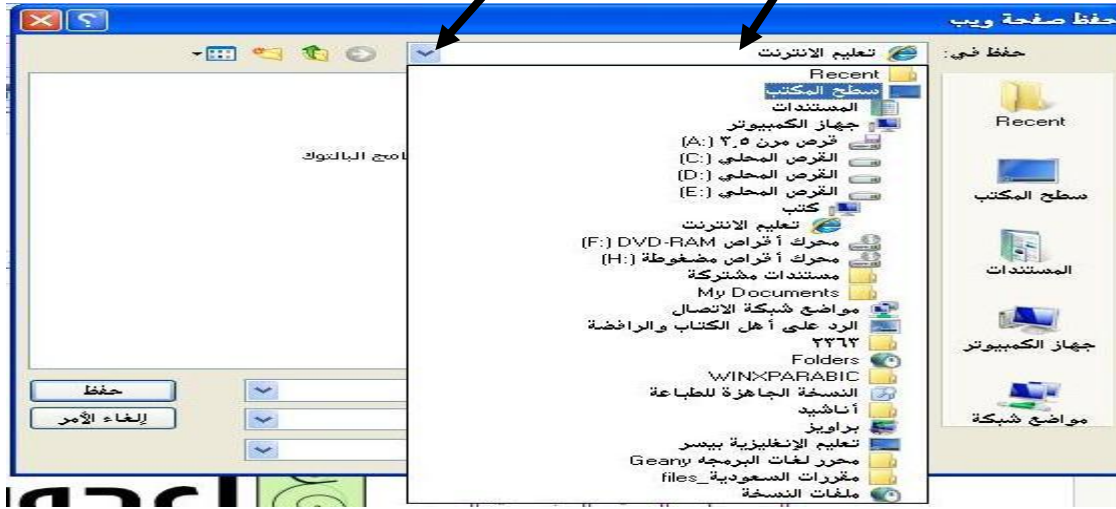 حفظ صفحة ويب
حفظ في:
تعليم الانترنت
Recent
سطح المكتب
المستندات
جهاز الكمبيوتر
قرص مرن ٣,٥ (A:)
القرص المحلي (C:)
القرص المحلي (D:)
القرص المحلي (E:)
كتب
تعليم الانترنت
محرك أقراص DVD-RAM (F:)
محرك أقراص مضغوطة (H:)
مستندات مشتركة
My Documents
مواضع شبكة الاتصال
الرد على أهل الكتاب والرافضة
٢٣٦٢
Folders
WINXPARABIC
النسخة الجاهزة للطباعة
أناشيد
براويز
تعليم الإنغليزية بيسر
محرر لغات البرمجه Geany
مقررات السعودية_files
ملفات النسخة
Recent
سطح المكتب
المستندات
جهاز الكمبيوتر
مواضع شبكة
البالتوك
حفظ
إلغاء الأمر